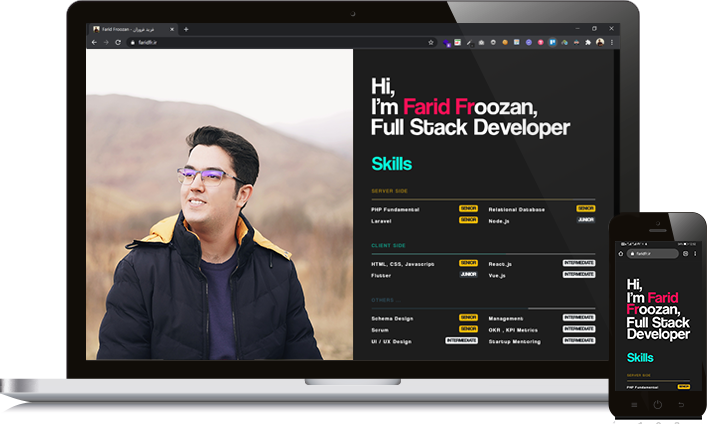 Farid Froozan - فرید فروزان
faridfr.ir
Hi,
I'm Farid Froozan,
Full Stack Developer
Skills
SERVER SIDE
PHP Fundamental SENIOR Relational Database SENIOR
Laravel SENIOR Node.js JUNIOR
CLIENT SIDE
HTML, CSS, Javascript SENIOR React.js INTERMEDIATE
Flutter JUNIOR Vue.js INTERMEDIATE
OTHERS
Schema Design SENIOR Management INTERMEDIATE
Scrum SENIOR OKR , KPI Metrics INTERMEDIATE
UI / UX Design INTERMEDIATE Startup Mentoring INTERMEDIATE
faridfr.ir
Hi,
I'm Farid
Froozan,
Full Stack
Developer
Skills
SERVER SIDE
PHP Fundamental SENIOR